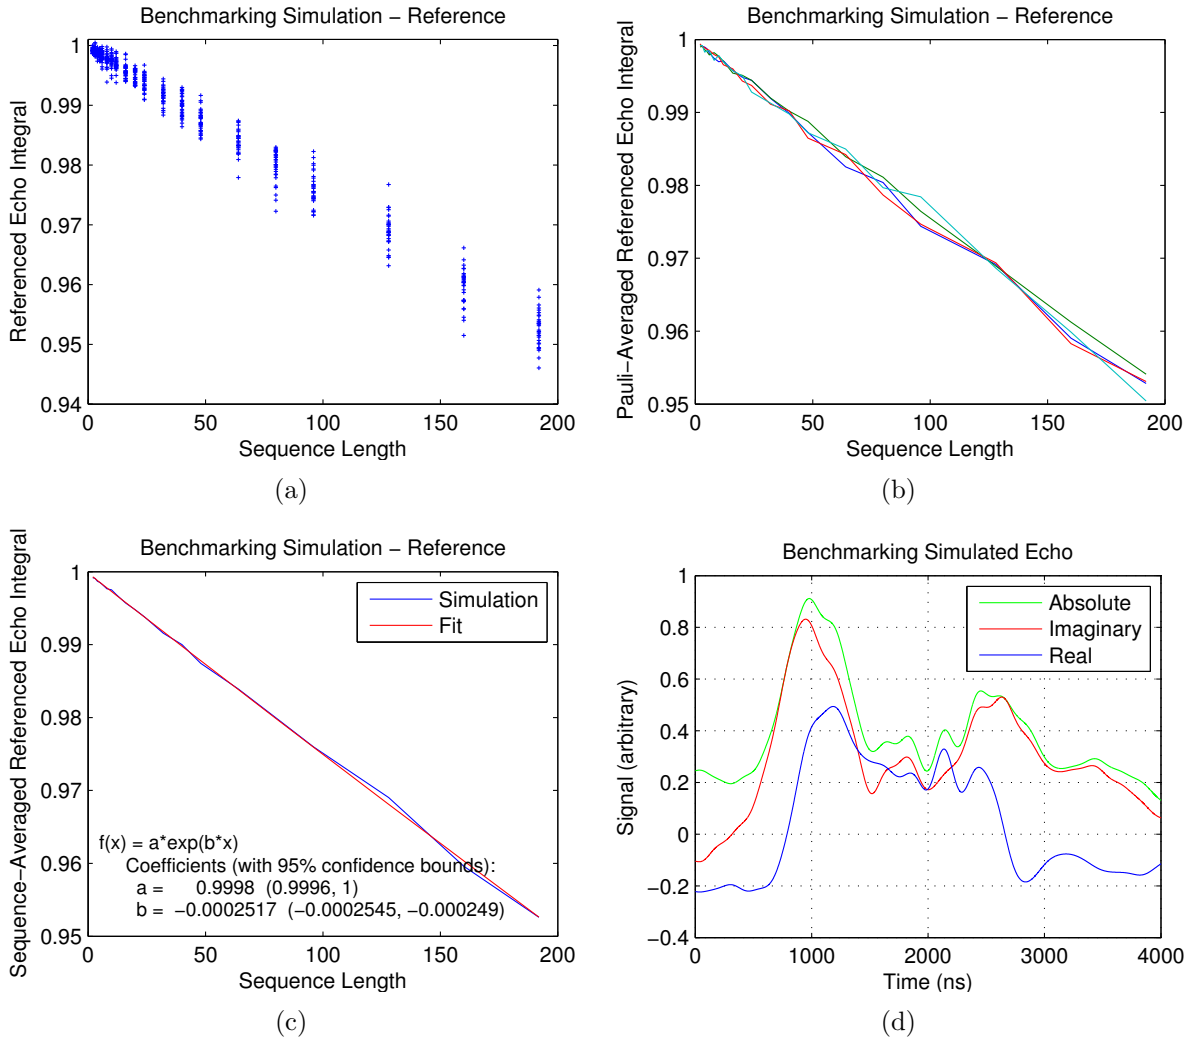 Benchmarking Simulation − Reference
Referenced Echo Integral
1
0.99
0.98
0.97
0.96
0.95
0.94
0
50
100
150
200
Sequence Length
(a)
Benchmarking Simulation − Reference
Pauli−Averaged Referenced Echo Integral
1
0.99
0.98
0.97
0.96
0.95
0
50
100
150
200
Sequence Length
(b)
Benchmarking Simulation − Reference
Sequence−Averaged Referenced Echo Integral
1
0.99
0.98
0.97
0.96
0.95
Simulation
Fit
f(x) = a*exp(b*x)
Coefficients (with 95% confidence bounds):
a = 0.9998 (0.9996, 1)
b = −0.0002517 (−0.0002545, −0.000249)
0
50
100
150
200
Sequence Length
(c)
Benchmarking Simulated Echo
Signal (arbitrary)
1
0.8
0.6
0.4
0.2
0
−0.2
−0.4
Absolute
Imaginary
Real
0
1000
2000
3000
4000
Time (ns)
(d)